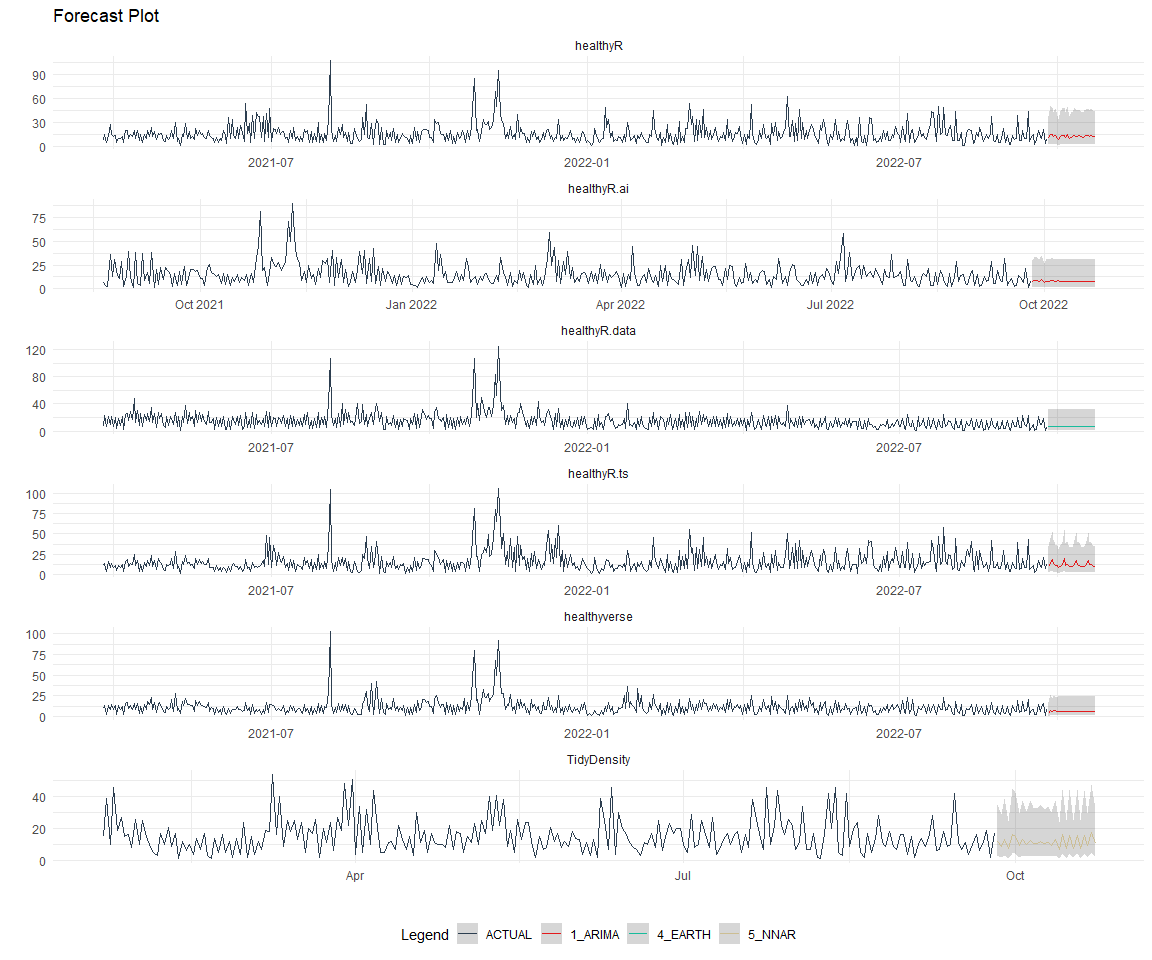 Forecast Plot
healthyR
90
60
30
0
2021-07 2022-01 2022-07
healthyR.ai
75
50
25
0
Oct 2021 Jan 2022 Apr 2022 Jul 2022 Oct 2022
healthyR.data
120
80
40
0
2021-07 2022-01 2022-07
healthyR.ts
100
75
50
25
0
2021-07 2022-01 2022-07
healthyverse
100
75
50
25
0
2021-07 2022-01 2022-07
TidyDensity
40
20
0
Apr Jul Oct
Legend ACTUAL 1_ARIMA 4_EARTH 5_NNAR